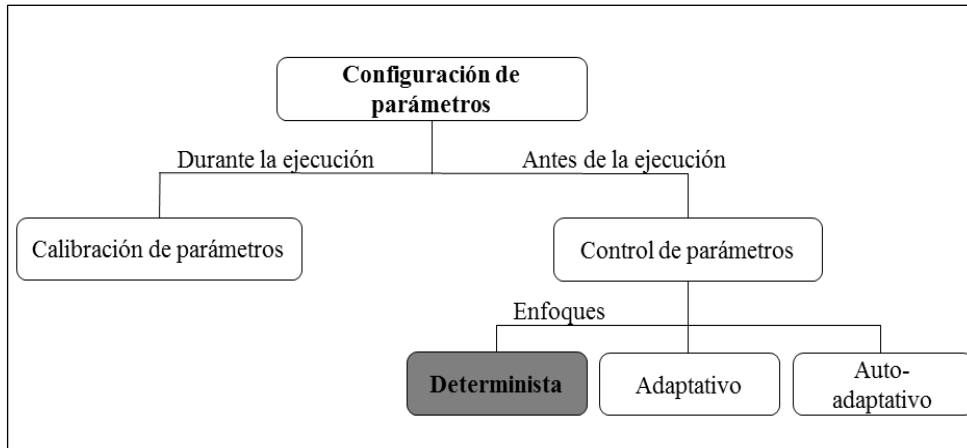 Configuración de
parámetros
Durante la ejecución
Antes de la ejecución
Calibración de parámetros
Control de parámetros
Enfoques
Determinista
Adaptativo
Auto-
adaptativo